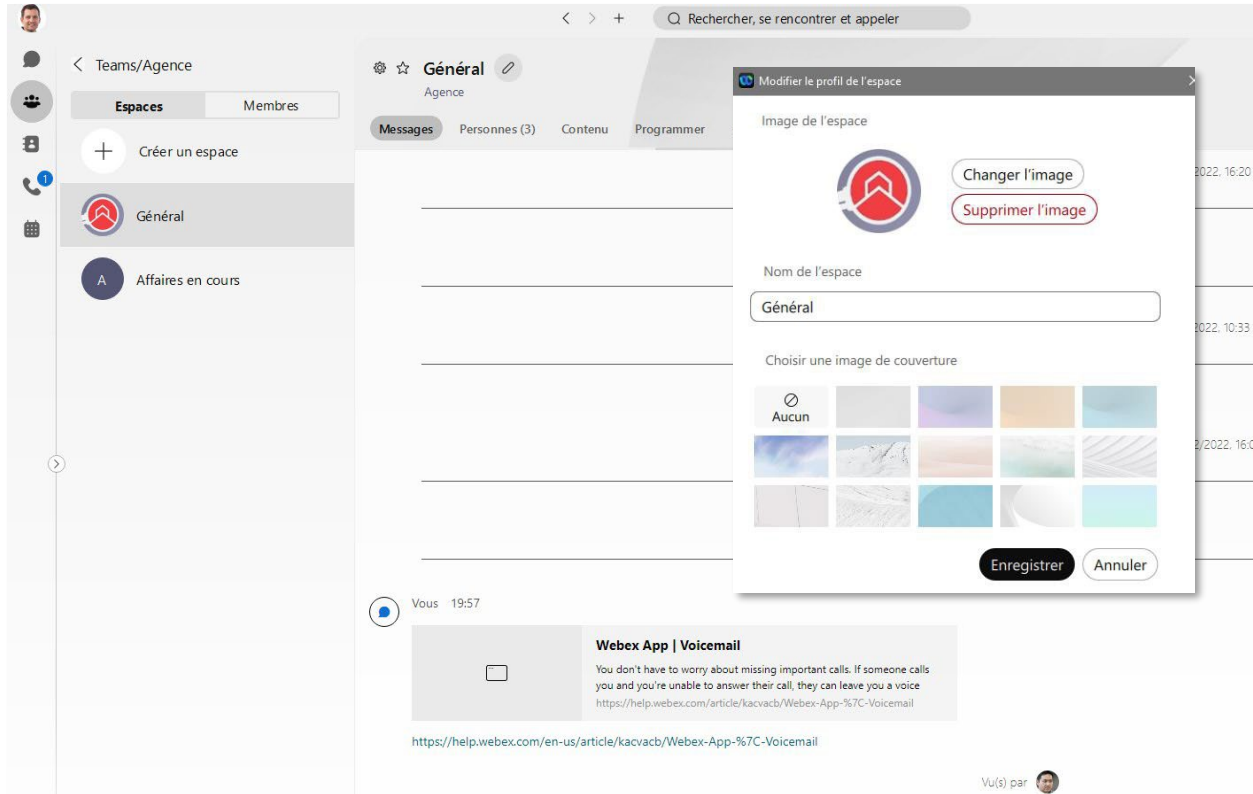 Rechercher, se rencontrer et appeler
Teams/Agence
Espaces Membres
Créer un espace
Général
A Affaires en cours
1
Général
Agence
Messages Personnes (3) Contenu Programmer
2022, 16:20
2022, 10:33
2/2022, 16:0
Modifier le profil de l'espace
Image de l'espace
Changer l'image
Supprimer l'image
Nom de l'espace
Général
Choisir une image de couverture
Aucun
Enregistrer Annuler
Vous 19:57
Webex App | Voicemail
You don't have to worry about missing important calls. If someone calls
you and you're unable to answer their call, they can leave you a voice
https://help.webex.com/article/kacvacb/Webex-App-%7C-Voicemail
https://help.webex.com/en-us/article/kacvacb/Webex-App-%7C-Voicemail
Vu(s) par